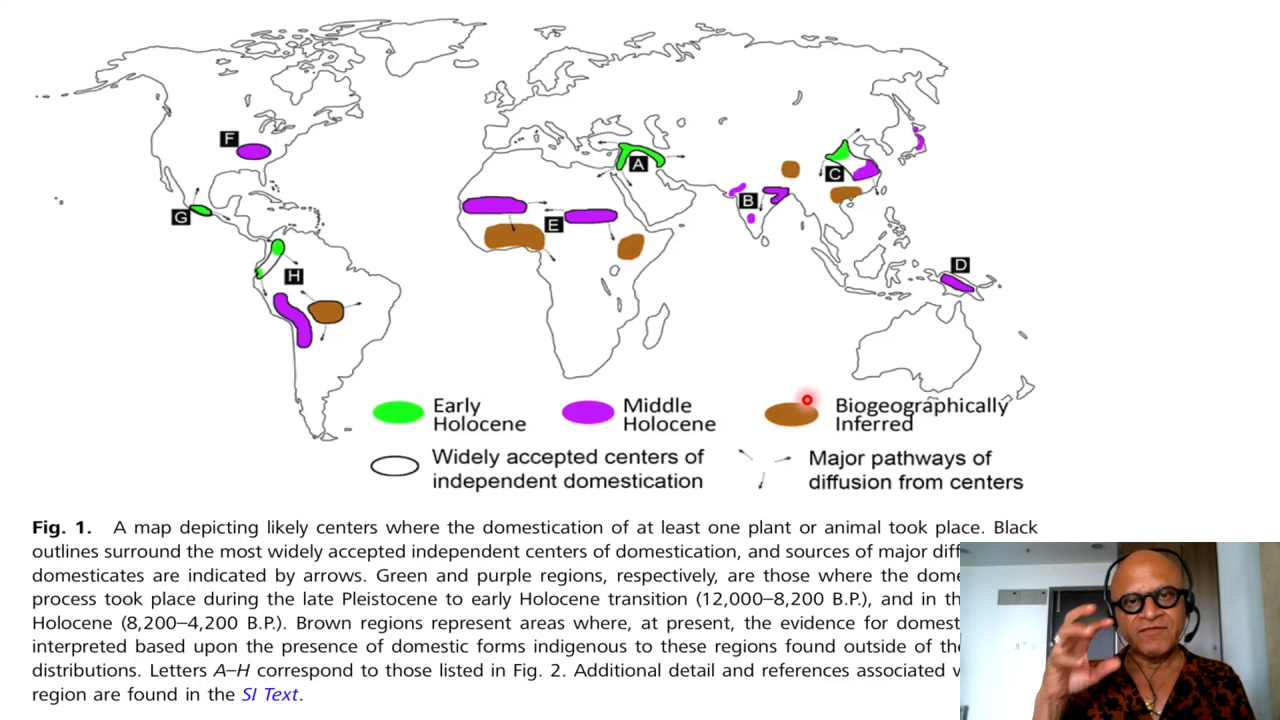 F
A
C
B
G
E
D
H
Early
Holocene
Middle
Holocene
Biogeographically
Inferred
Widely accepted centers of
independent domestication
Major pathways of
diffusion from centers
Fig. 1. A map depicting likely centers where the domestication of at least one plant or animal took place. Black
outlines surround the most widely accepted independent centers of domestication, and sources of major
domesticates are indicated by arrows. Green and purple regions, respectively, are those where the
process took place during the late Pleistocene to early Holocene transition (12,000–8,200 B.P.), and in
Holocene (8,200–4,200 B.P.). Brown regions represent areas where, at present, the evidence for
interpreted based upon the presence of domestic forms indigenous to these regions found outside of
distributions. Letters A–H correspond to those listed in Fig. 2. Additional detail and references associated
region are found in the SI Text.